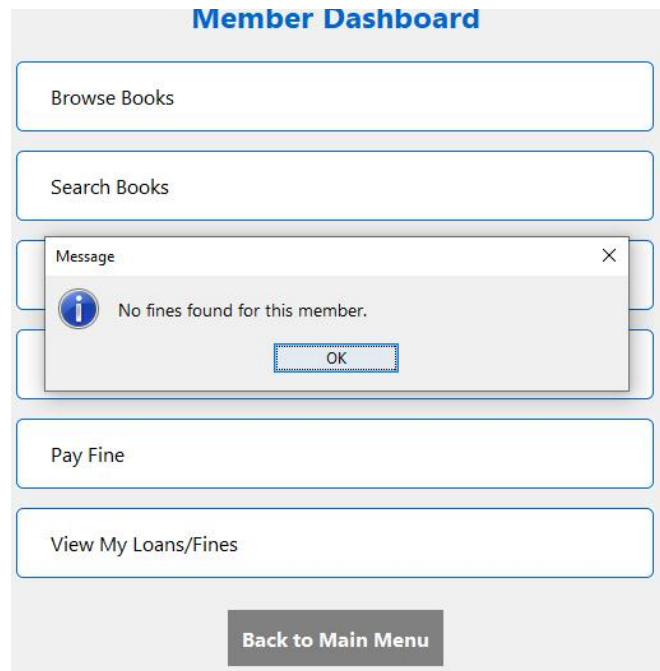 Member Dashboard
Browse Books
Search Books
Message
No fines found for this member.
OK
Pay Fine
View My Loans/Fines
Back to Main Menu